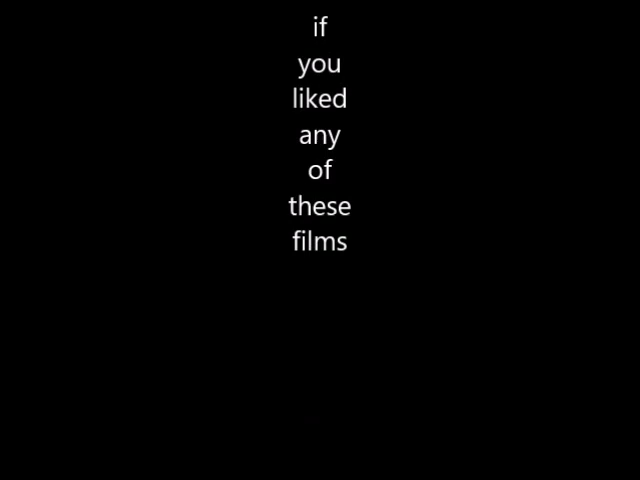 if
you
liked
any
of
these
films